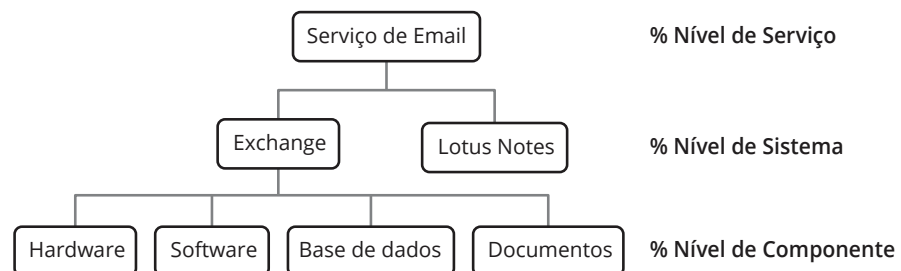 Serviço de Email
% Nível de Serviço
Exchange
Lotus Notes
% Nível de Sistema
Hardware
Software
Base de dados
Documentos
% Nível de Componente